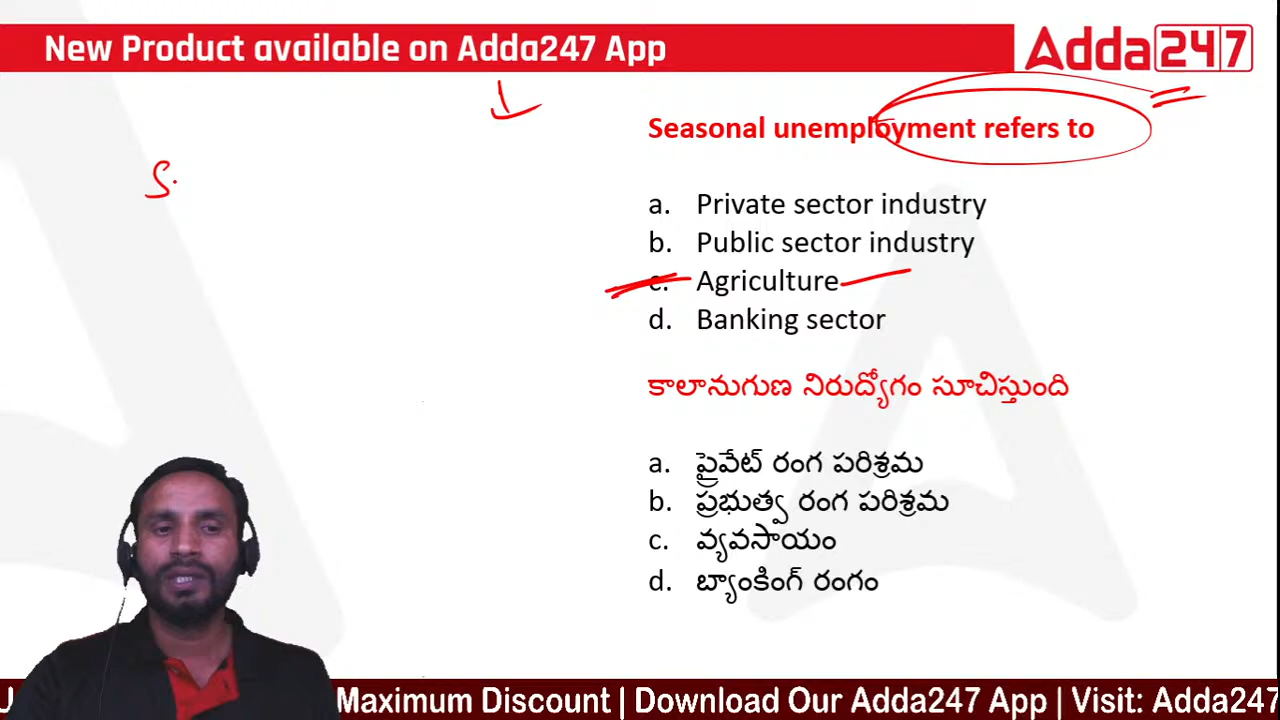 New Product available on Adda247 App
Adda247
Seasonal unemployment refers to
S.
a. Private sector industry
b. Public sector industry
c. Agriculture
d. Banking sector
కాలానుగుణ నిరుద్యోగం సూచిస్తుంది
a. ప్రైవేట్ రంగ పరిశ్రమ
b. ప్రభుత్వ రంగ పరిశ్రమ
c. వ్యవసాయం
d. బ్యాంకింగ్ రంగం
Maximum Discount | Download Our Adda247 App | Visit: Adda247